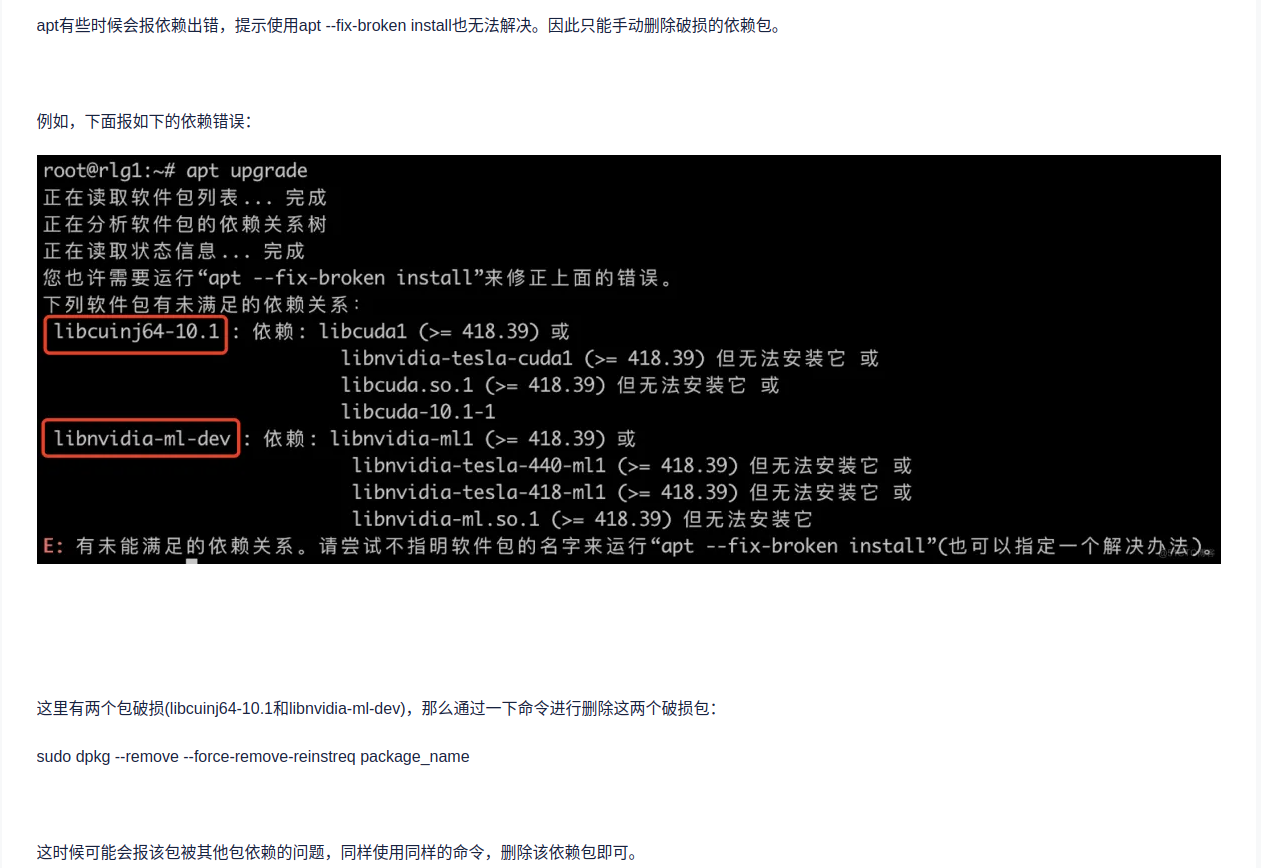 apt有些时候会报依赖出错，提示使用apt --fix-broken install也无法解决。因此只能手动删除破损的依赖包。
例如，下面报如下的依赖错误：
root@rlg1:~# apt upgrade
正在读取软件包列表... 完成
正在分析软件包的依赖关系树
正在读取状态信息... 完成
您也许需要运行“apt --fix-broken install”来修正上面的错误。
下列软件包有未满足的依赖关系：
libcuinj64-10.1 : 依赖: libcuda1 (>= 418.39) 或
libnvidia-tesla-cuda1 (>= 418.39) 但无法安装它 或
libcuda.so.1 (>= 418.39) 但无法安装它 或
libcuda-10.1-1
libnvidia-ml-dev : 依赖: libnvidia-ml1 (>= 418.39) 或
libnvidia-tesla-440-ml1 (>= 418.39) 但无法安装它 或
libnvidia-tesla-418-ml1 (>= 418.39) 但无法安装它 或
libnvidia-ml.so.1 (>= 418.39) 但无法安装它
E: 有未能满足的依赖关系。请尝试不指明软件包的名字来运行“apt --fix-broken install”(也可以指定一个解决办法)。
这里有两个包破损(libcuinj64-10.1和libnvidia-ml-dev)，那么通过一下命令进行删除这两个破损包：
sudo dpkg --remove --force-remove-reinstreq package_name
这时候可能会报该包被其他包依赖的问题，同样使用同样的命令，删除该依赖包即可。